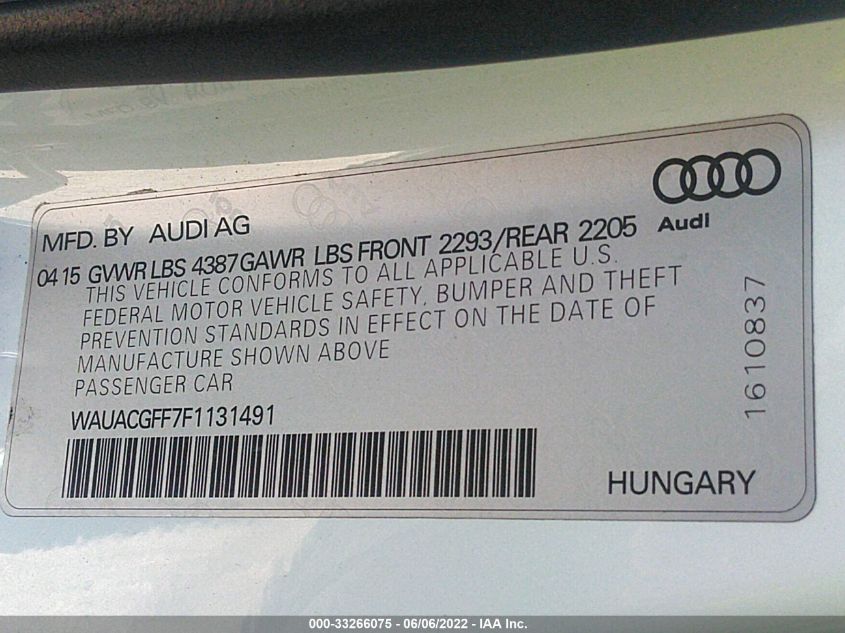 MFD. BY AUDI AG
Audi
04 15 GVWR LBS 4387 GAWR LBS FRONT 2293/REAR 2205
THIS VEHICLE CONFORMS TO ALL APPLICABLE U.S.
FEDERAL MOTOR VEHICLE SAFETY, BUMPER AND THEFT
PREVENTION STANDARDS IN EFFECT ON THE DATE OF
MANUFACTURE SHOWN ABOVE
PASSENGER CAR
WAUACGFF7F1131491
1610837
HUNGARY
000-33266075 - 06/06/2022 - IAA Inc.